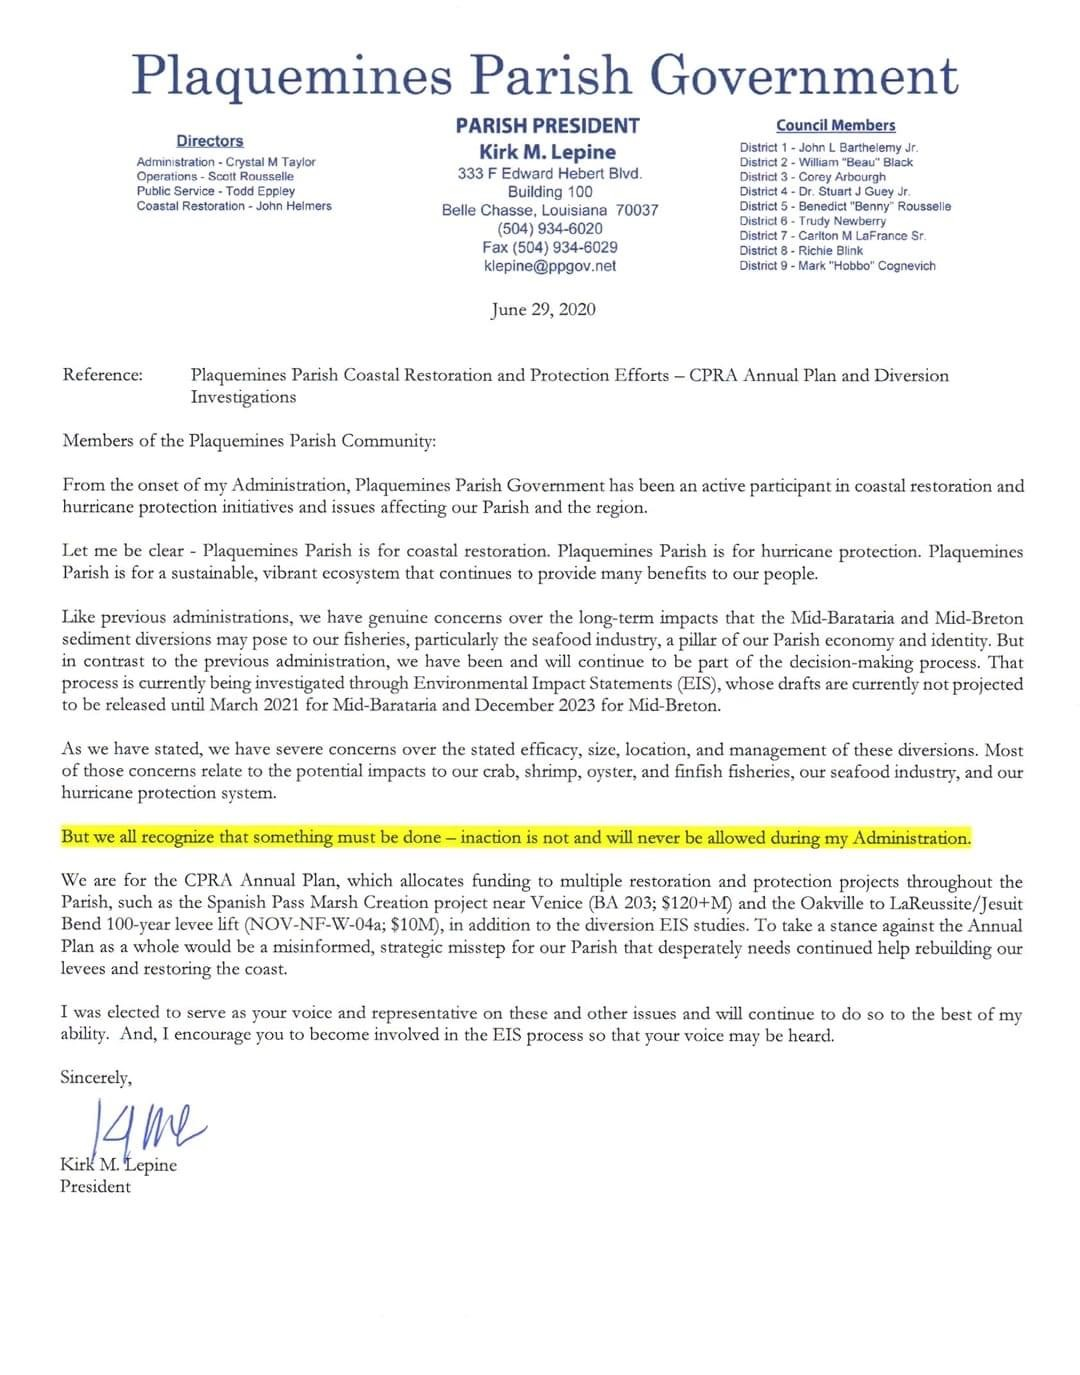 Plaquemines Parish Government
Directors
Administration - Crystal M Taylor
Operations - Scott Rousselle
Public Service - Todd Eppley
Coastal Restoration - John Helmers
PARISH PRESIDENT
Kirk M. Lepine
333 F Edward Hebert Blvd.
Building 100
Belle Chasse, Louisiana 70037
(504) 934-6020
Fax (504) 934-6029
klepine@ppgov.net
Council Members
District 1 - John L Barthelemy Jr.
District 2 - William "Beau" Black
District 3 - Corey Arbourgh
District 4 - Dr. Stuart J Guey Jr.
District 5 - Benedict "Benny" Rousselle
District 6 - Trudy Newberry
District 7 - Carlton M LaFrance Sr.
District 8 - Richie Blink
District 9 - Mark "Hobbo" Cognevich
June 29, 2020
Reference: Plaquemines Parish Coastal Restoration and Protection Efforts – CPRA Annual Plan and Diversion
Investigations
Members of the Plaquemines Parish Community:
From the onset of my Administration, Plaquemines Parish Government has been an active participant in coastal restoration and
hurricane protection initiatives and issues affecting our Parish and the region.
Let me be clear - Plaquemines Parish is for coastal restoration. Plaquemines Parish is for hurricane protection. Plaquemines
Parish is for a sustainable, vibrant ecosystem that continues to provide many benefits to our people.
Like previous administrations, we have genuine concerns over the long-term impacts that the Mid-Barataria and Mid-Breton
sediment diversions may pose to our fisheries, particularly the seafood industry, a pillar of our Parish economy and identity. But
in contrast to the previous administration, we have been and will continue to be part of the decision-making process. That
process is currently being investigated through Environmental Impact Statements (EIS), whose drafts are currently not projected
to be released until March 2021 for Mid-Barataria and December 2023 for Mid-Breton.
As we have stated, we have severe concerns over the stated efficacy, size, location, and management of these diversions. Most
of those concerns relate to the potential impacts to our crab, shrimp, oyster, and finfish fisheries, our seafood industry, and our
hurricane protection system.
But we all recognize that something must be done – inaction is not and will never be allowed during my Administration.
We are for the CPRA Annual Plan, which allocates funding to multiple restoration and protection projects throughout the
Parish, such as the Spanish Pass Marsh Creation project near Venice (BA 203; $120+M) and the Oakville to LaReussite/Jesuit
Bend 100-year levee lift (NOV-NF-W-04a; $10M), in addition to the diversion EIS studies. To take a stance against the Annual
Plan as a whole would be a misinformed, strategic misstep for our Parish that desperately needs continued help rebuilding our
levees and restoring the coast.
I was elected to serve as your voice and representative on these and other issues and will continue to do so to the best of my
ability. And, I encourage you to become involved in the EIS process so that your voice may be heard.
Sincerely,
Kirk M. Lepine
President